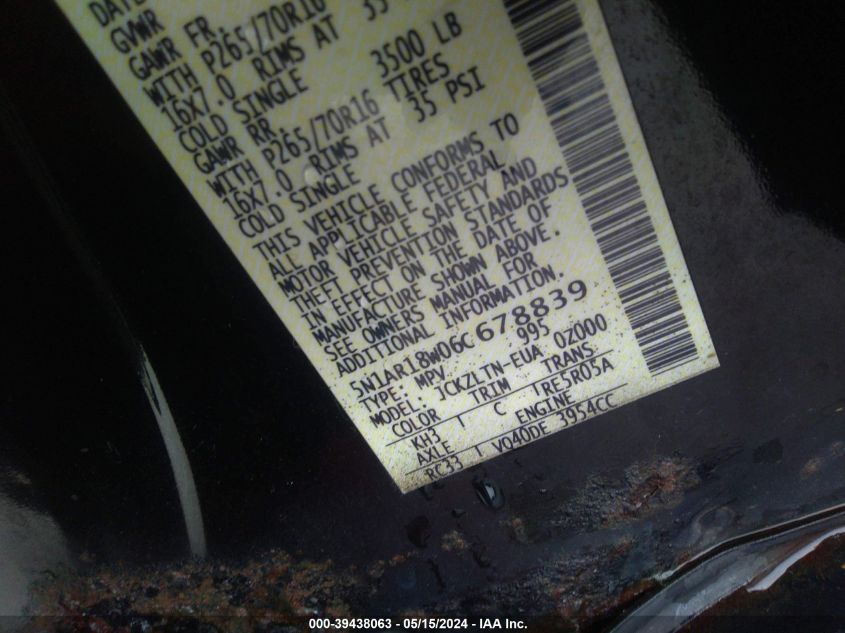 DATE
GVWR
GAWR FR.
WITH P265/70R16
16X7.0 RIMS AT 35
COLD SINGLE
GAWR RR. 3500 LB
WITH P265/70R16 TIRES
16X7.0 RIMS AT 35 PSI
COLD SINGLE
THIS VEHICLE CONFORMS TO
ALL APPLICABLE FEDERAL
MOTOR VEHICLE SAFETY AND
THEFT PREVENTION STANDARDS
IN EFFECT ON THE DATE OF
MANUFACTURE SHOWN ABOVE.
SEE OWNERS MANUAL FOR
ADDITIONAL INFORMATION.
5N1AR18W06C678839
TYPE: MPV 995
MODEL: JCKZLTN-EUA 0Z000
COLOR TRIM TRANS
KH3 C TRE5R05A
AXLE ENGINE
RC33 VQ40DE 3954CC
000-39438063 - 05/15/2024 - IAA Inc.